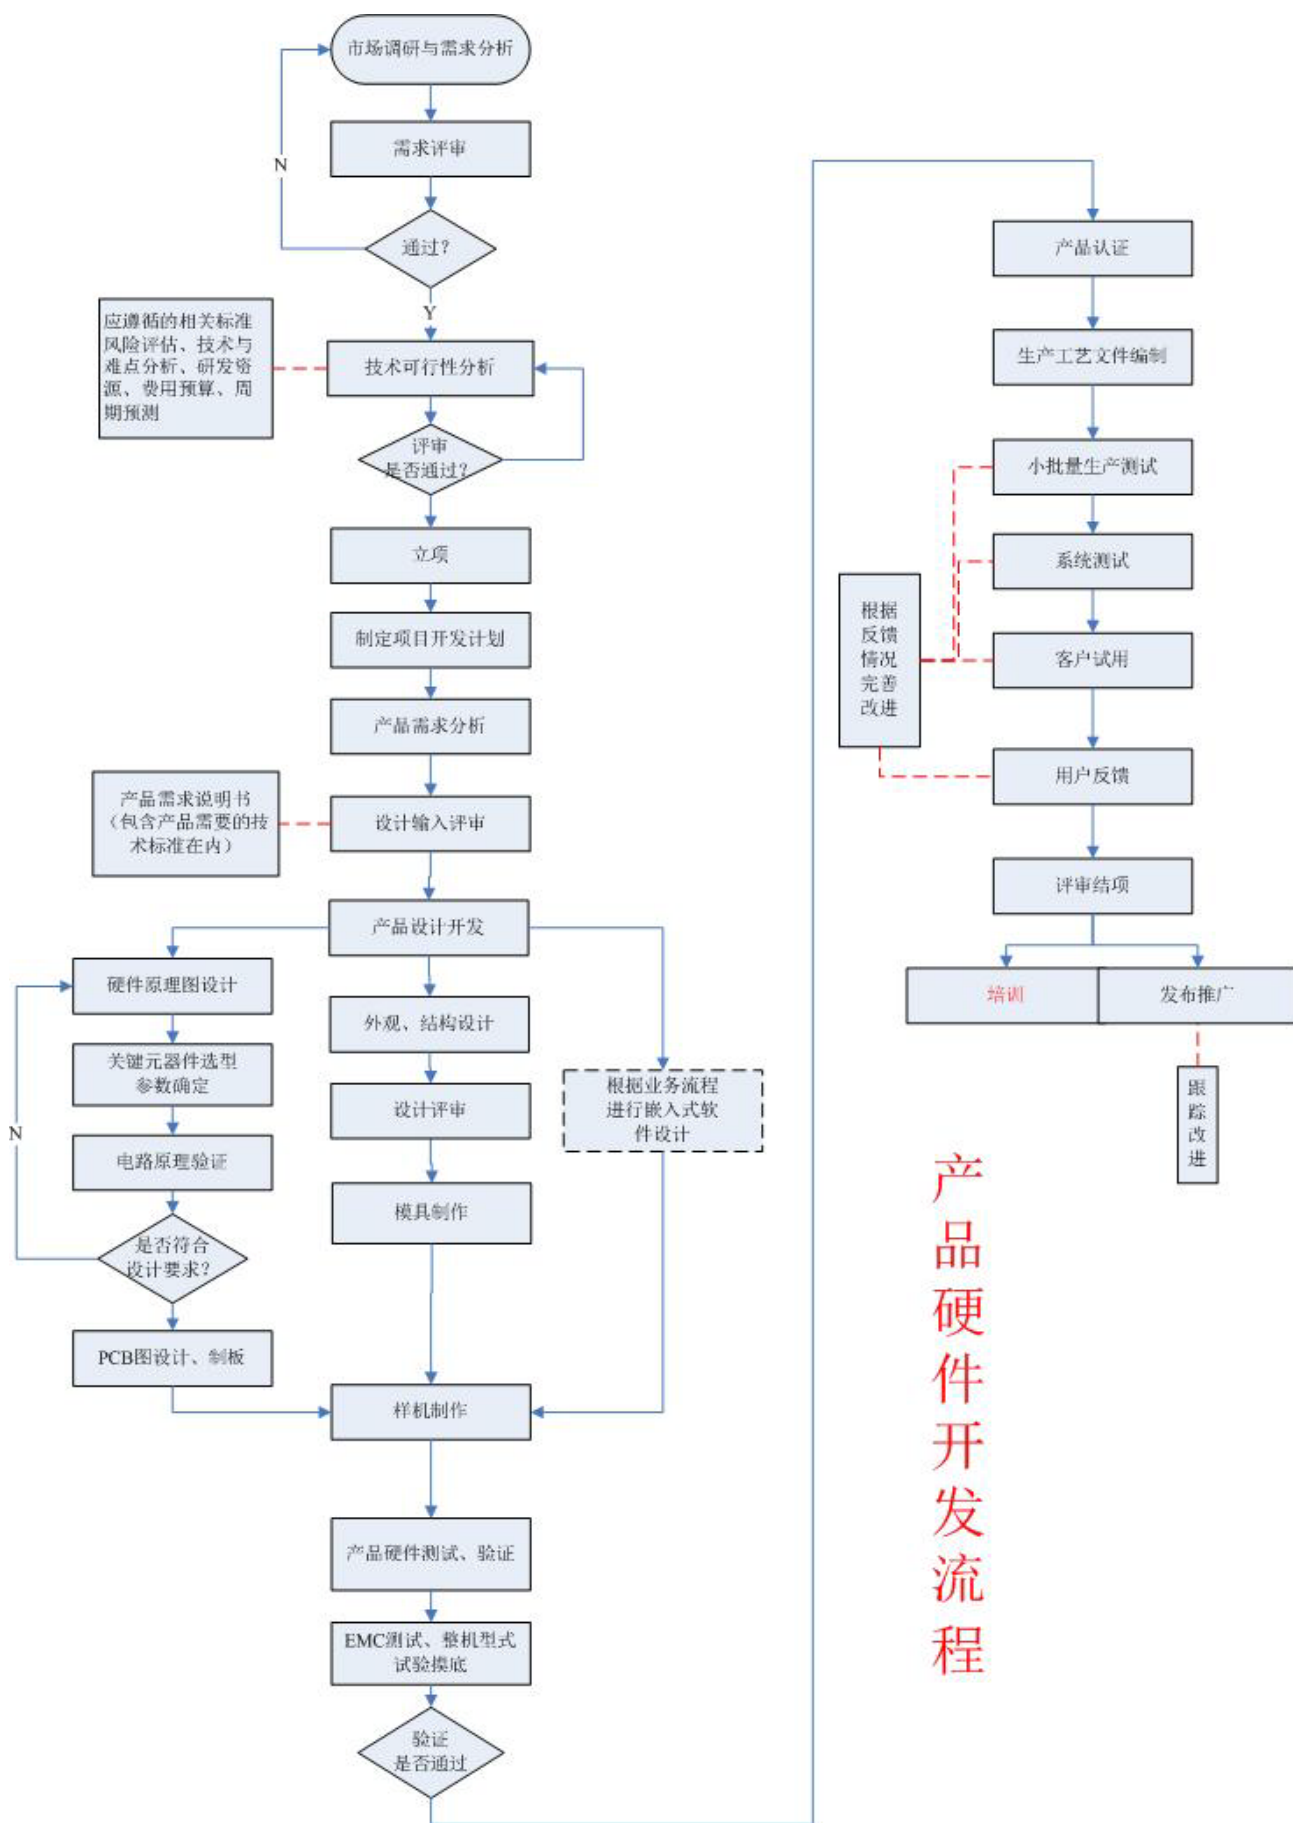 市场调研与需求分析
需求评审
N
通过?
Y
应遵循的相关标准
风险评估、技术与
难点分析、研发资
源、费用预算、周
期预测
技术可行性分析
评审
是否通过?
立项
制定项目开发计划
产品需求分析
产品需求说明书
（包含产品需要的技
术标准在内）
设计输入评审
产品设计开发
硬件原理图设计
关键元器件选型
参数确定
N
电路原理验证
是否符合
设计要求?
PCB图设计、制板
外观、结构设计
设计评审
模具制作
根据业务流程
进行嵌入式软
件设计
样机制作
产品硬件测试、验证
EMC测试、整机型式
试验摸底
验证
是否通过
产品认证
生产工艺文件编制
小批量生产测试
系统测试
根据
反馈
情况
完善
改进
客户试用
用户反馈
评审结项
培训
发布推广
跟
踪
改
进
产
品
硬
件
开
发
流
程